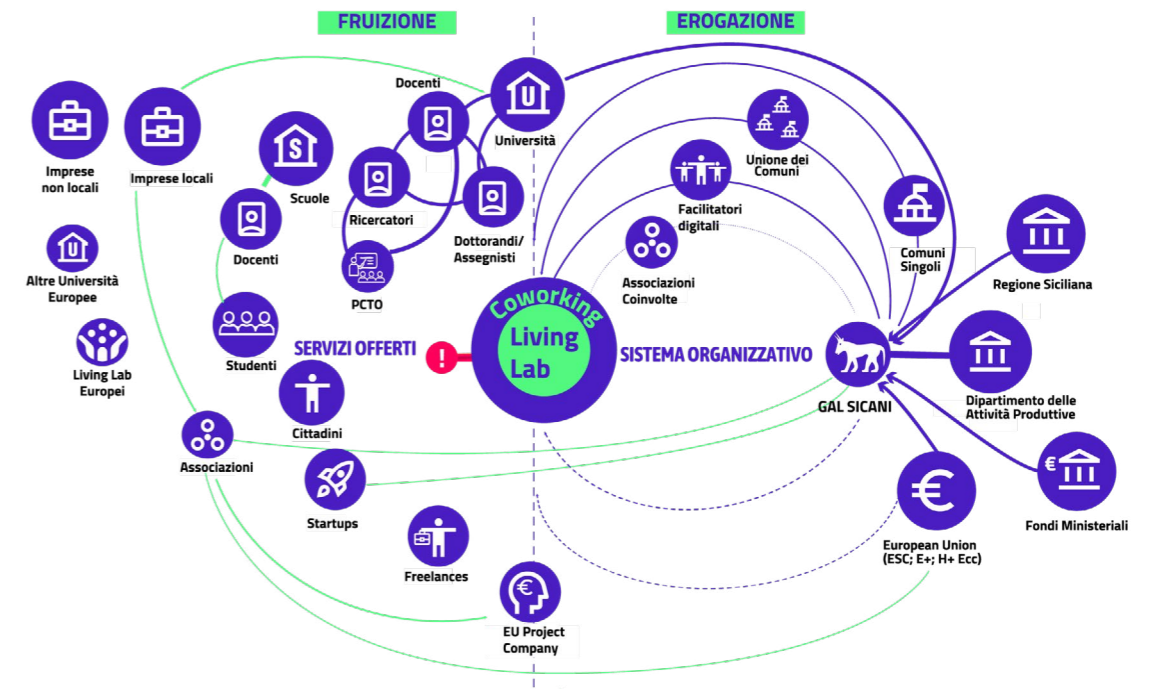 FRUIZIONE
EROGAZIONE
Docenti
U
Università
Imprese
non locali
Imprese locali
S
Scuole
Ricercatori
Dottorandi/
Assegnisti
Docenti
PCTO
U
Altre Università
Europee
Living Lab
Europei
Studenti
SERVIZI OFFERTI
!
Cittadini
Associazioni
Startups
Freelances
€
EU Project
Company
Coworking
Living
Lab
SISTEMA ORGANIZZATIVO
Unione dei
Comuni
Facilitatori
digitali
Associazioni
Coinvolte
Comuni
Singoli
Regione Siciliana
GAL SICANI
Dipartimento delle
Attività Produttive
€
Fondi Ministeriali
€
European Union
(ESC; E+; H+ Ecc)